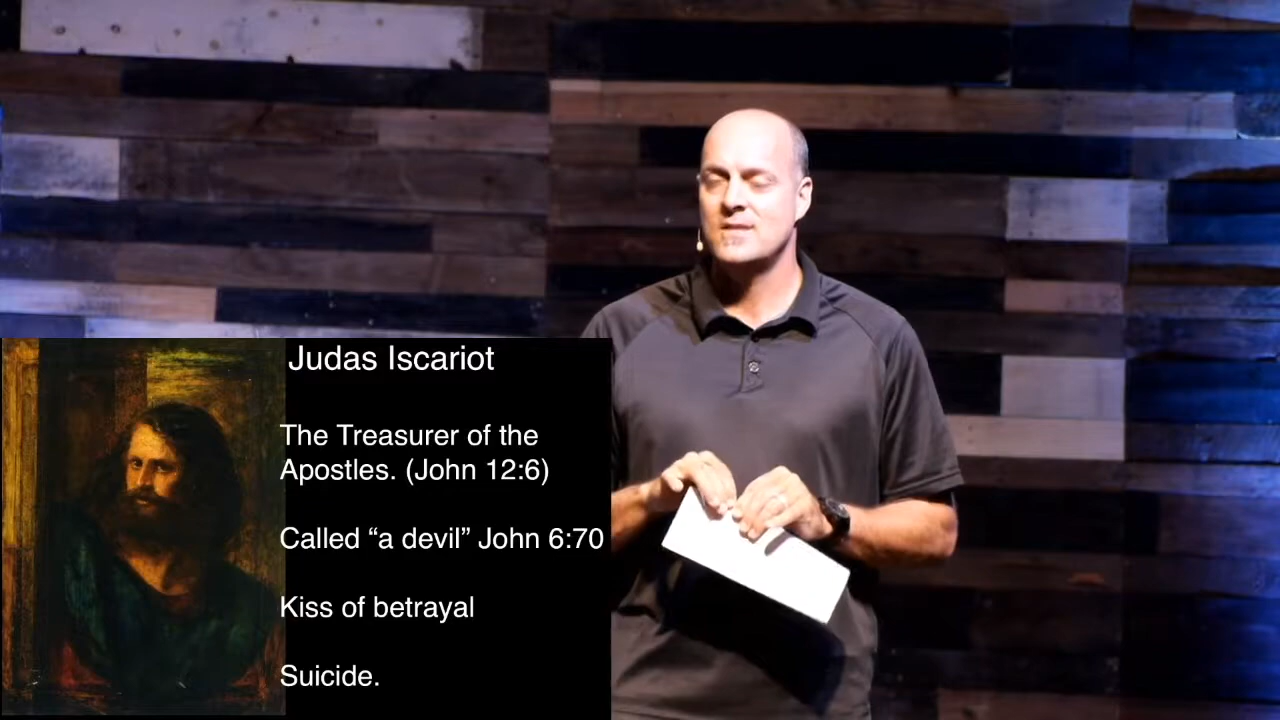 Judas Iscariot
The Treasurer of the
Apostles. (John 12:6)
Called “a devil” John 6:70
Kiss of betrayal
Suicide.